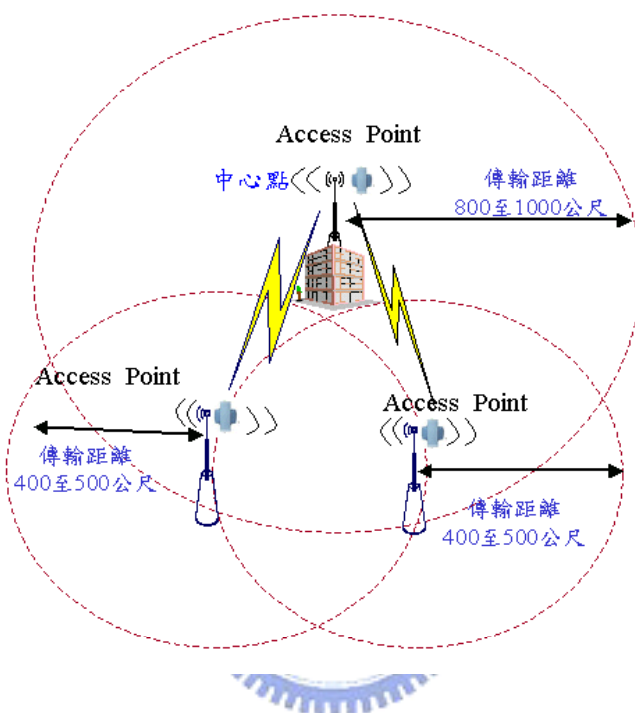 Access Point
中心點
傳輸距離
800至1000公尺
Access Point
傳輸距離
400至500公尺
Access Point
傳輸距離
400至500公尺